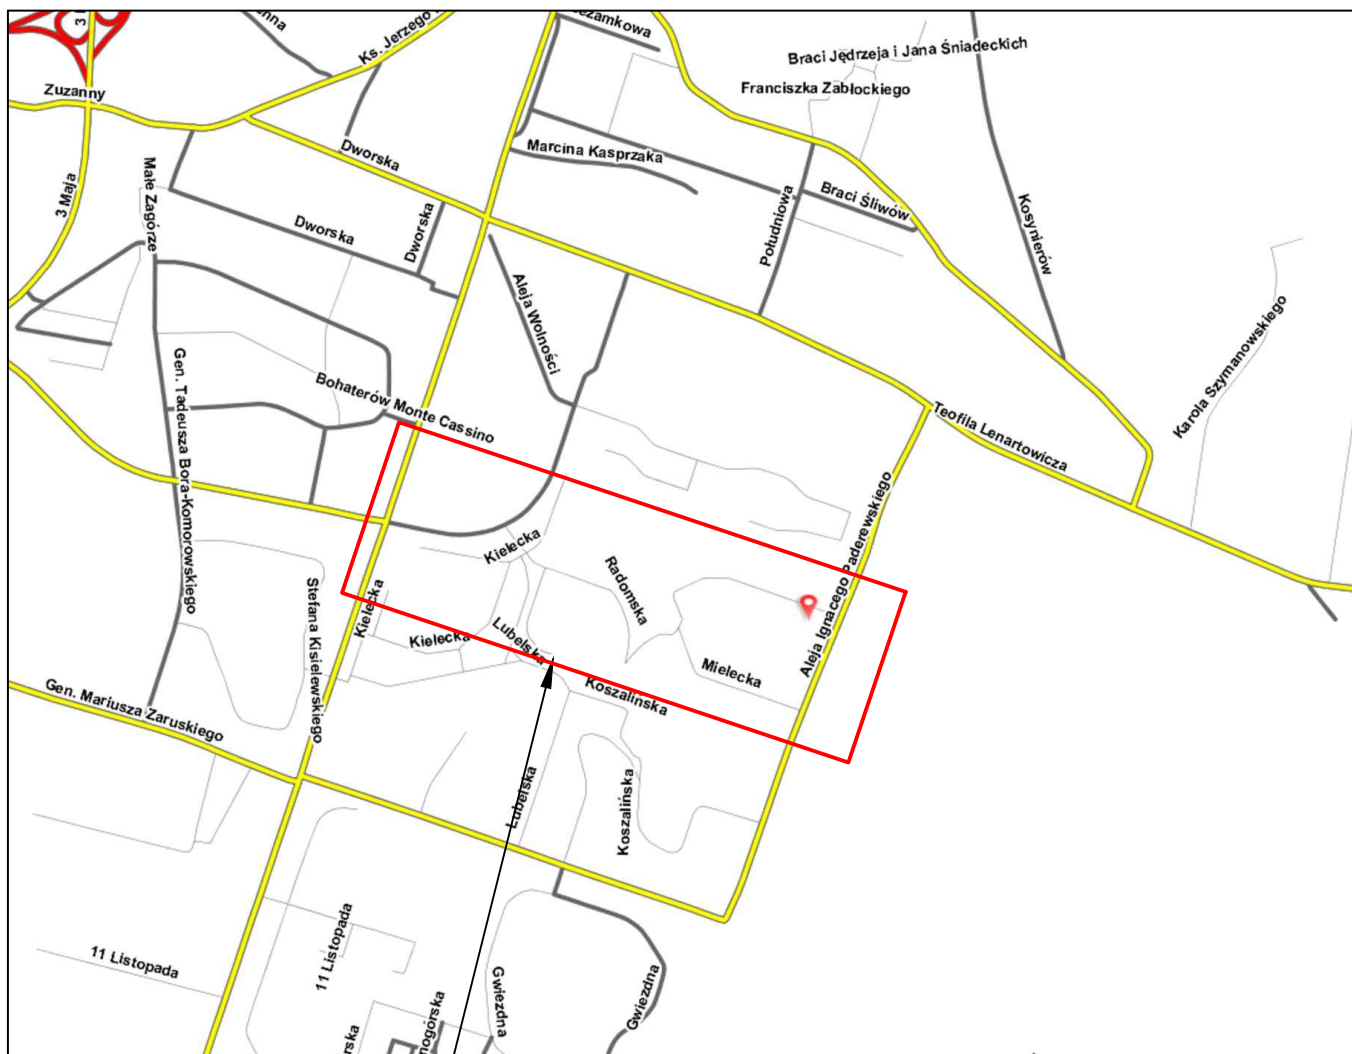 Ks. Jerzego
Braci Jędrzeja i Jana Śniadeckich
Franciszka Zabłockiego
Zuzanny
Marcina Kasprzaka
Dworska
Małe Zagórze
3 Maja
Dworska
Dworska
Południowa
Braci Śliwów
Kosynierów
Aleja Wolności
Karola Szymanowskiego
Gen. Tadeusza Bora-Komorowskiego
Bohaterów Monte Cassino
Teofila Lenartowicza
Aleja Ignacego Paderewskiego
Kielecka
Radomska
Stefana Kisielewskiego
Kielecka
Kielecka
Lubelska
Mielecka
Koszalińska
Gen. Mariusza Zaruskiego
Lubelska
Koszalińska
11 Listopada
11 Listopada
Gwiezdna
Gwiezdna